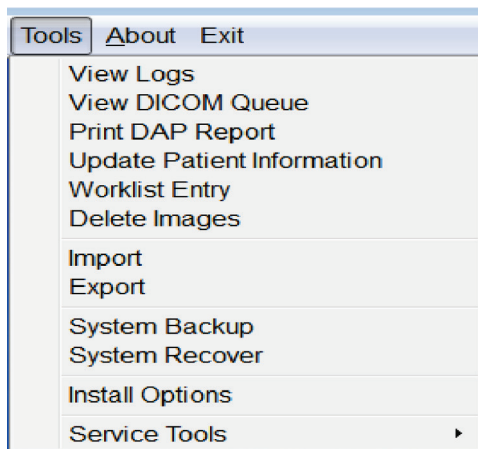 Tools About Exit
View Logs
View DICOM Queue
Print DAP Report
Update Patient Information
Worklist Entry
Delete Images
Import
Export
System Backup
System Recover
Install Options
Service Tools